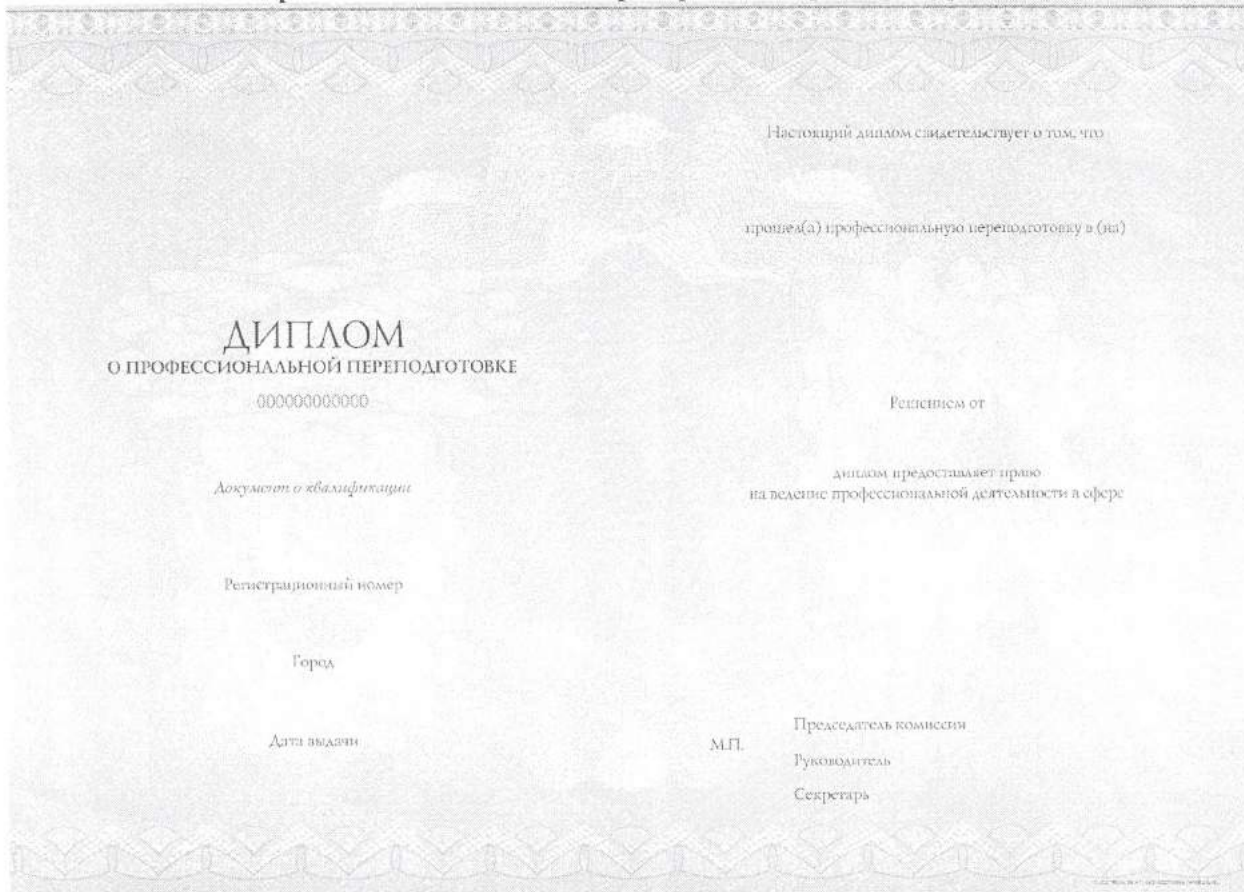 ДИПЛОМ
О ПРОФЕССИОНАЛЬНОЙ ПЕРЕПОДГОТОВКЕ
000000000000
Документ о квалификации
Регистрационный номер
Город
Дата выдачи
Настоящий диплом свидетельствует о том, что
прошел(а) профессиональную переподготовку в (на)
Решением от
диплом предоставляет право
на ведение профессиональной деятельности в сфере
М.П.
Председатель комиссии
Руководитель
Секретарь